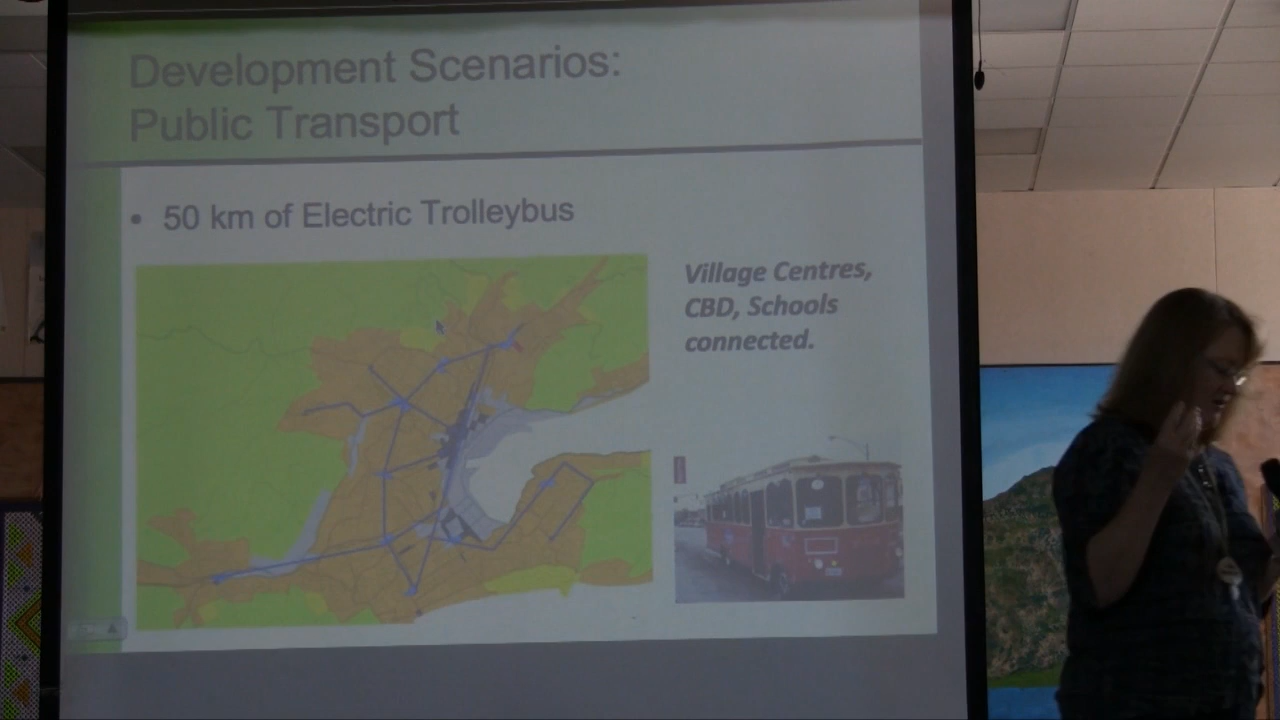 Development Scenarios:
Public Transport
• 50 km of Electric Trolleybus
Village Centres,
CBD, Schools
connected.